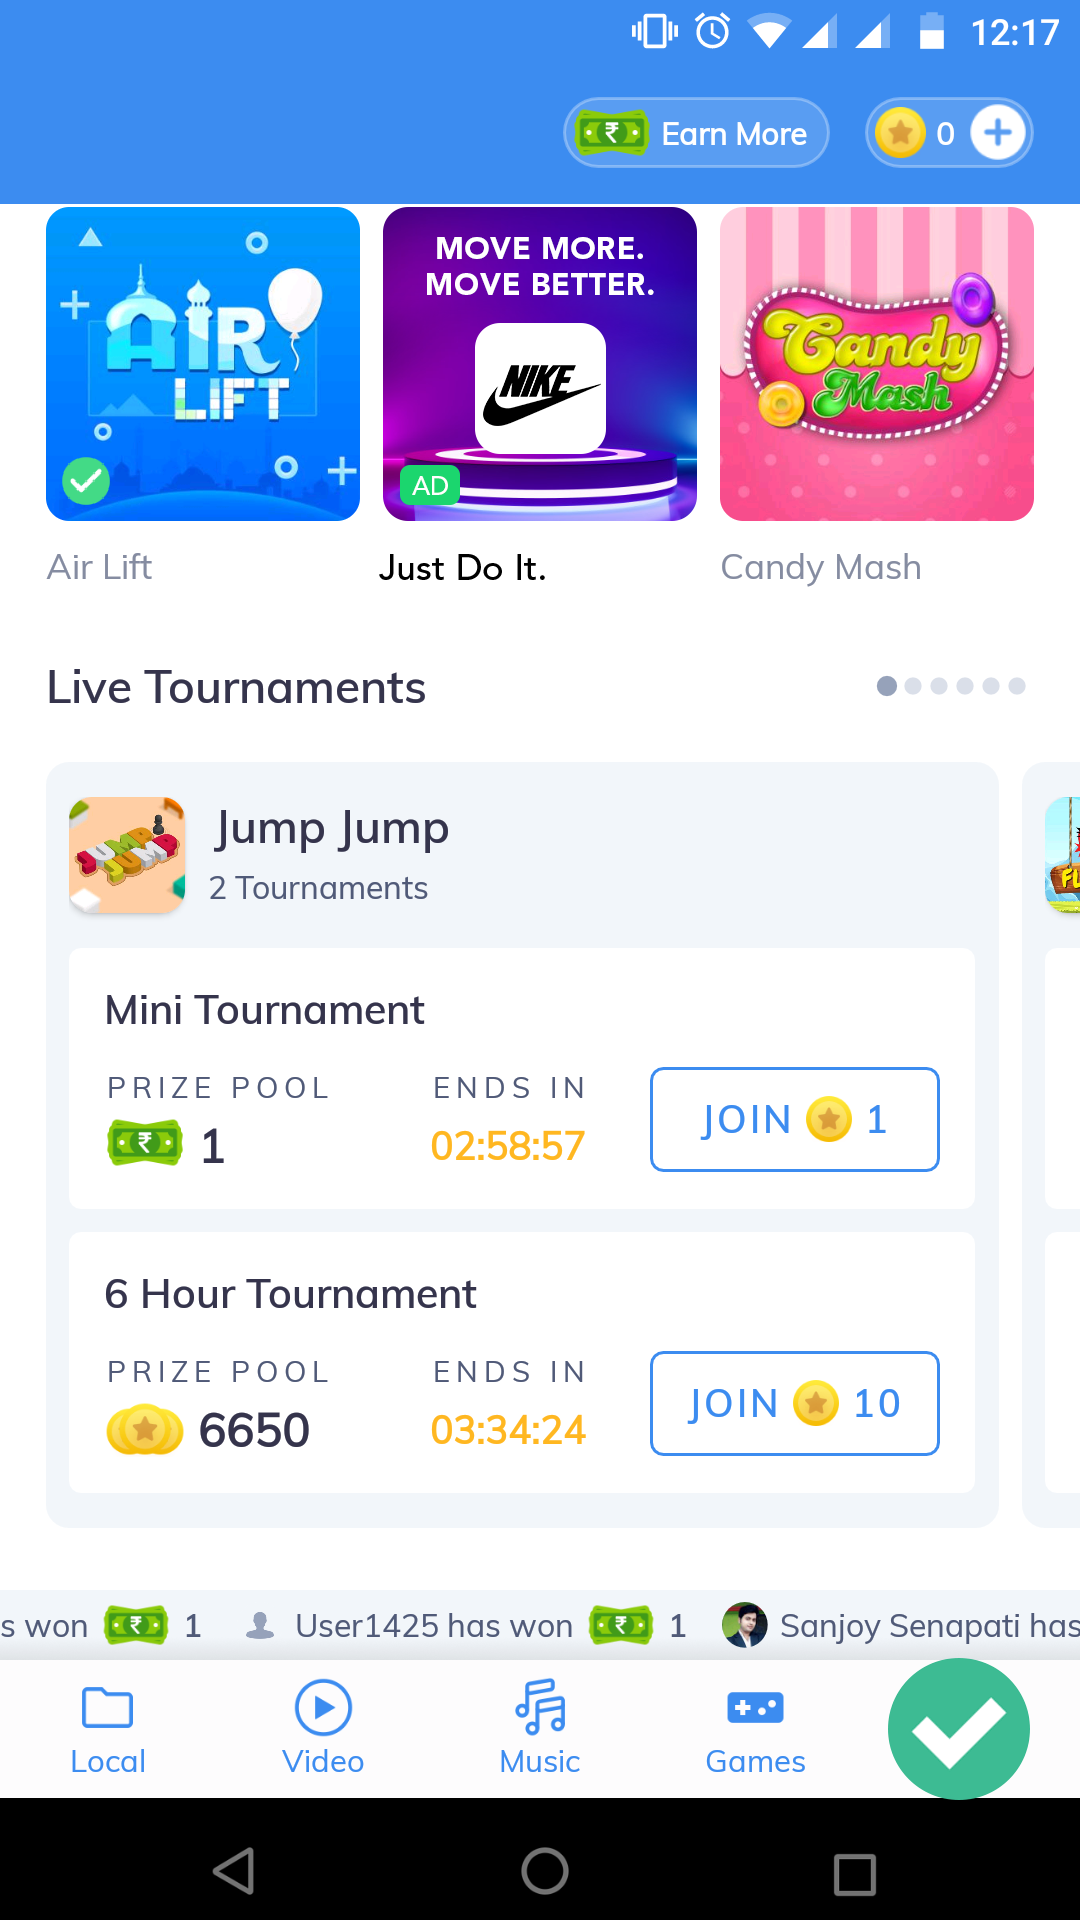 12:17
Earn More
0
AIR
LIFT
MOVE MORE.
MOVE BETTER.
NIKE
AD
Candy
Mash
Air Lift
Just Do It.
Candy Mash
Live Tournaments
JUMP
JUMP
Jump Jump
2 Tournaments
FL
Mini Tournament
PRIZE POOL
ENDS IN
₹ 1
02:58:57
JOIN 1
6 Hour Tournament
PRIZE POOL
ENDS IN
6650
03:34:24
JOIN 10
s won ₹ 1 User1425 has won ₹ 1 Sanjoy Senapati has
Local
Video
Music
Games